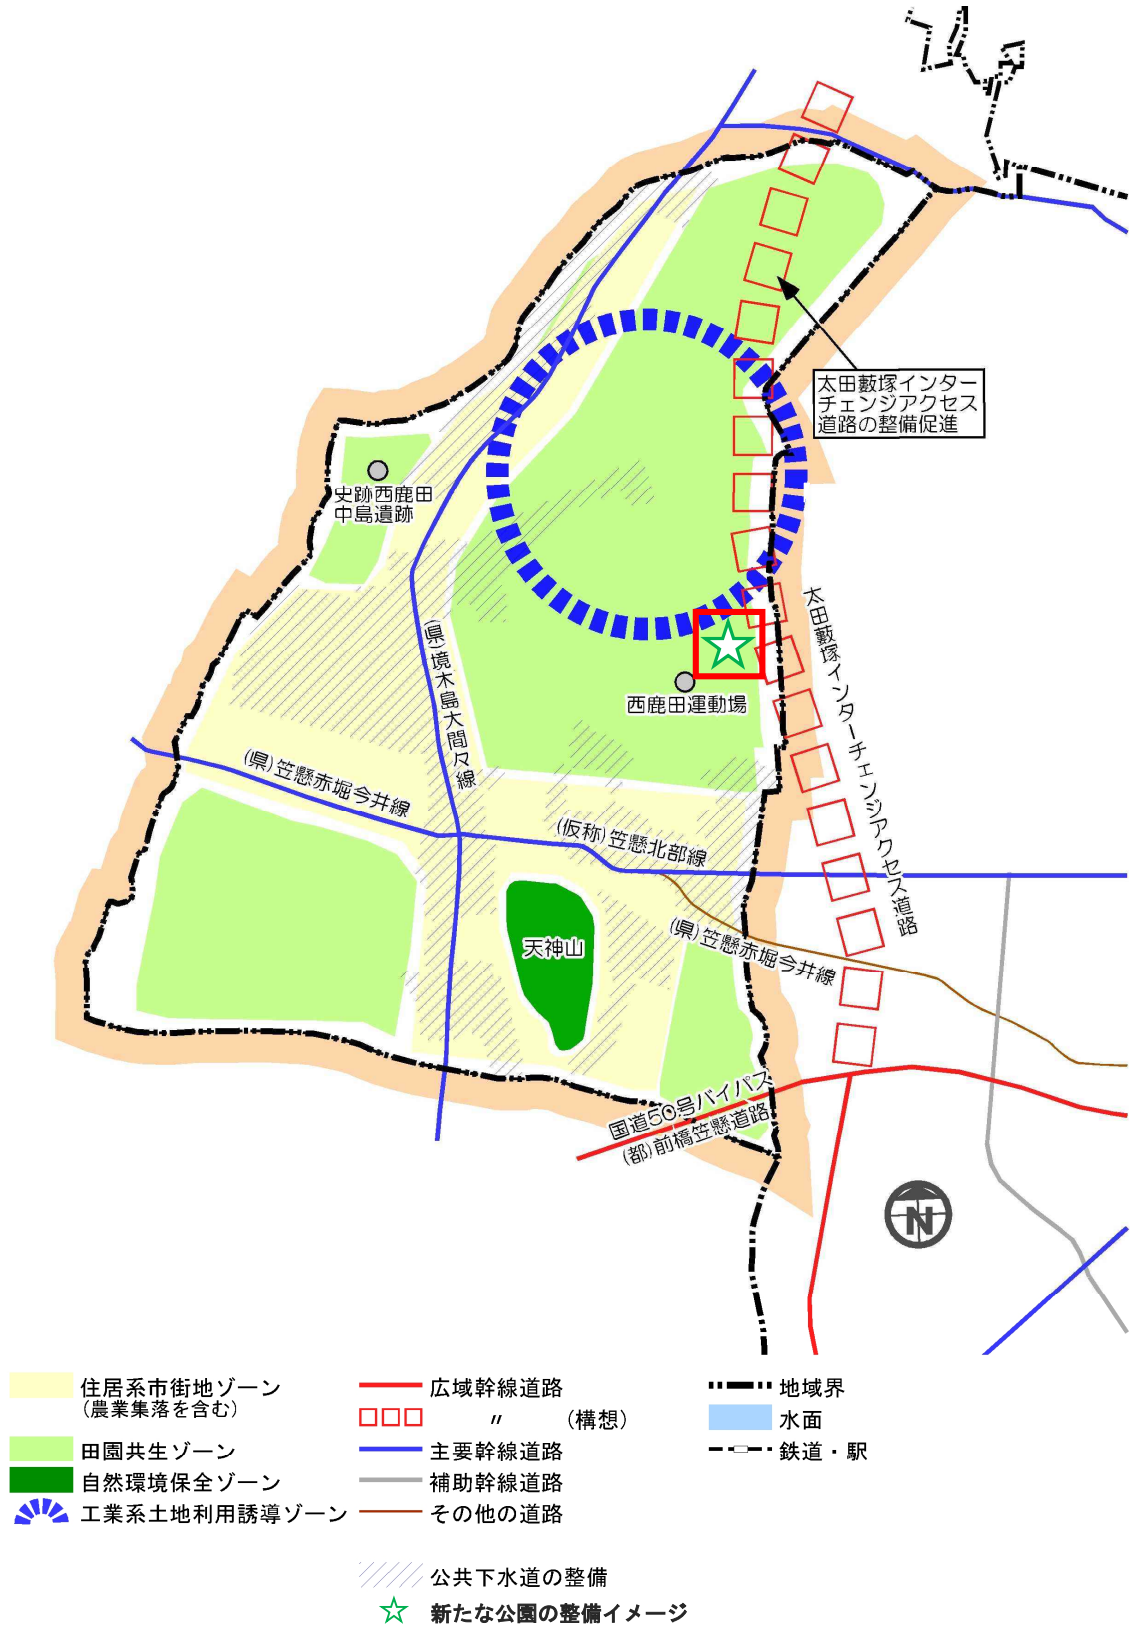 太田藪塚インター
チェンジアクセス
道路の整備促進
史跡西鹿田
中島遺跡
(県)境木島大間々線
太田藪塚インターチェンジアクセス道路
西鹿田運動場
(県)笠懸赤堀今井線
(仮称)笠懸北部線
天神山
(県)笠懸赤堀今井線
国道50号バイパス
(都)前橋笠懸道路
N
住居系市街地ゾーン
(農業集落を含む)
田園共生ゾーン
自然環境保全ゾーン
工業系土地利用誘導ゾーン
広域幹線道路
〃 (構想)
主要幹線道路
補助幹線道路
その他の道路
公共下水道の整備
新たな公園の整備イメージ
地域界
水面
鉄道・駅